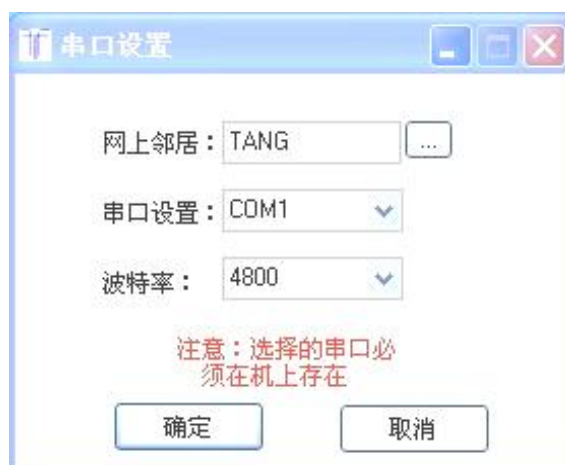 串口设置
网上邻居：TANG ...
串口设置：COM1
波特率：4800
注意：选择的串口必
须在机上存在
确定 取消